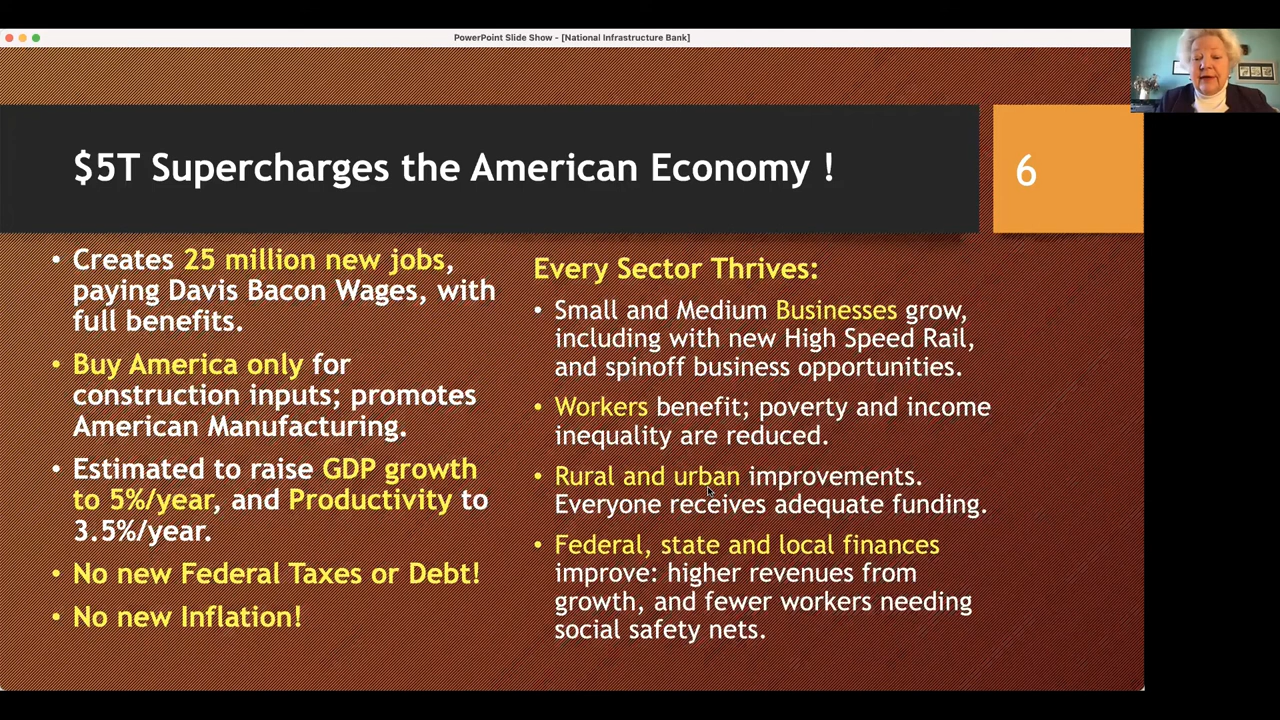 PowerPoint Slide Show - [National Infrastructure Bank]
$5T Supercharges the American Economy !
6
• Creates 25 million new jobs,
paying Davis Bacon Wages, with
full benefits.
• Buy America only for
construction inputs; promotes
American Manufacturing.
• Estimated to raise GDP growth
to 5%/year, and Productivity to
3.5%/year.
• No new Federal Taxes or Debt!
• No new Inflation!
Every Sector Thrives:
• Small and Medium Businesses grow,
including with new High Speed Rail,
and spinoff business opportunities.
• Workers benefit; poverty and income
inequality are reduced.
• Rural and urban improvements.
Everyone receives adequate funding.
• Federal, state and local finances
improve: higher revenues from
growth, and fewer workers needing
social safety nets.